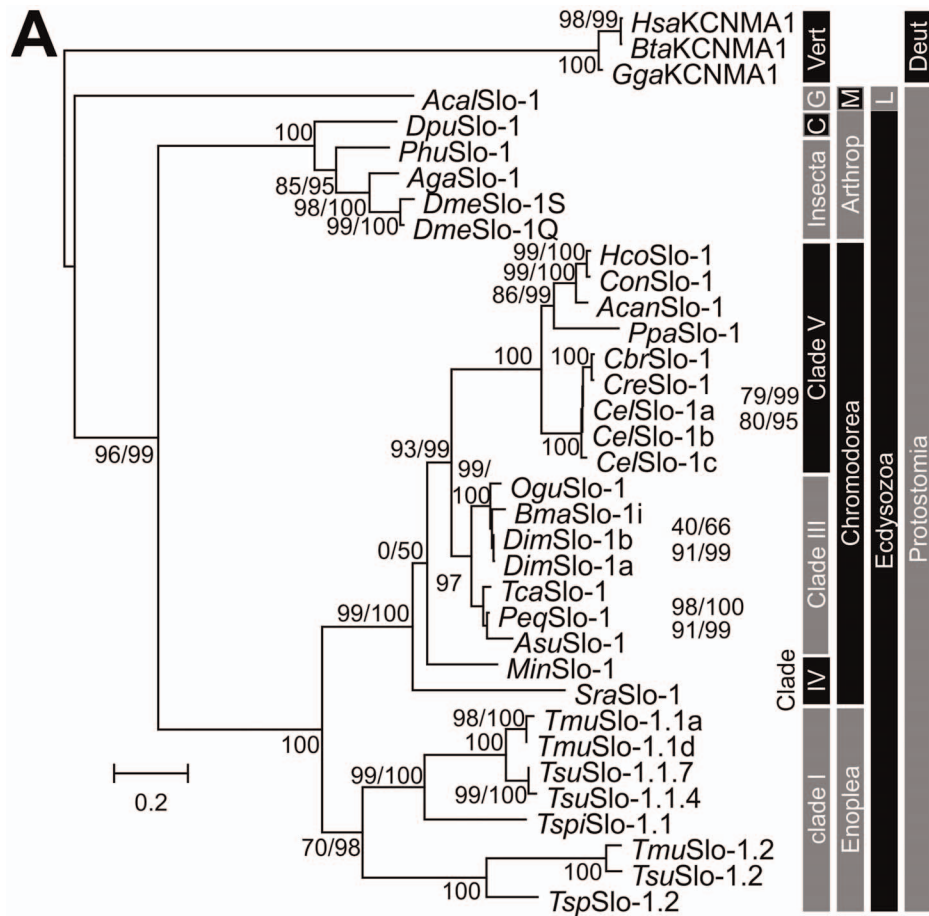 A
98/99
HsaKCNMA1
BtaKCNMA1
100
GgaKCNMA1
AcalSlo-1
100
DpuSlo-1
PhuSlo-1
85/95
AgaSlo-1
98/100
DmeSlo-1S
99/100
DmeSlo-1Q
99/100
HcoSlo-1
99/100
ConSlo-1
86/99
AcanSlo-1
PpaSlo-1
100
100
CbrSlo-1
CreSlo-1
79/99
CelSlo-1a
80/95
CelSlo-1b
100
CelSlo-1c
96/99
93/99
99/
100
OguSlo-1
BmaSlo-1i
40/66
DimSlo-1b
91/99
DimSlo-1a
0/50
97
TcaSlo-1
98/100
PeqSlo-1
91/99
AsuSlo-1
99/100
MinSlo-1
SraSlo-1
98/100
TmuSlo-1.1a
100
TmuSlo-1.1d
100
TsuSlo-1.1.7
99/100
99/100
TsuSlo-1.1.4
TspiSlo-1.1
70/98
TmuSlo-1.2
100
TsuSlo-1.2
100
TspSlo-1.2
0.2
Vert
Deut
G
M
L
C
Insecta
Arthrop
Clade V
Clade III
Clade
IV
clade I
Chromodorea
Enoplea
Ecdysozoa
Protostomia